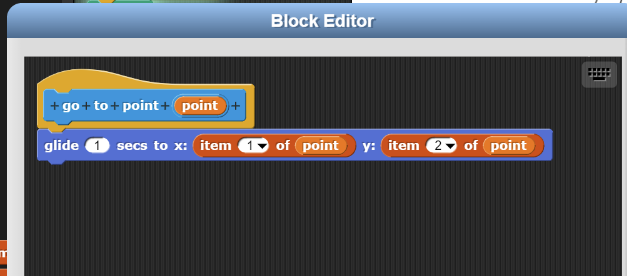 Block Editor
+ go + to + point + point +
glide 1 secs to x: item 1 of point y: item 2 of point